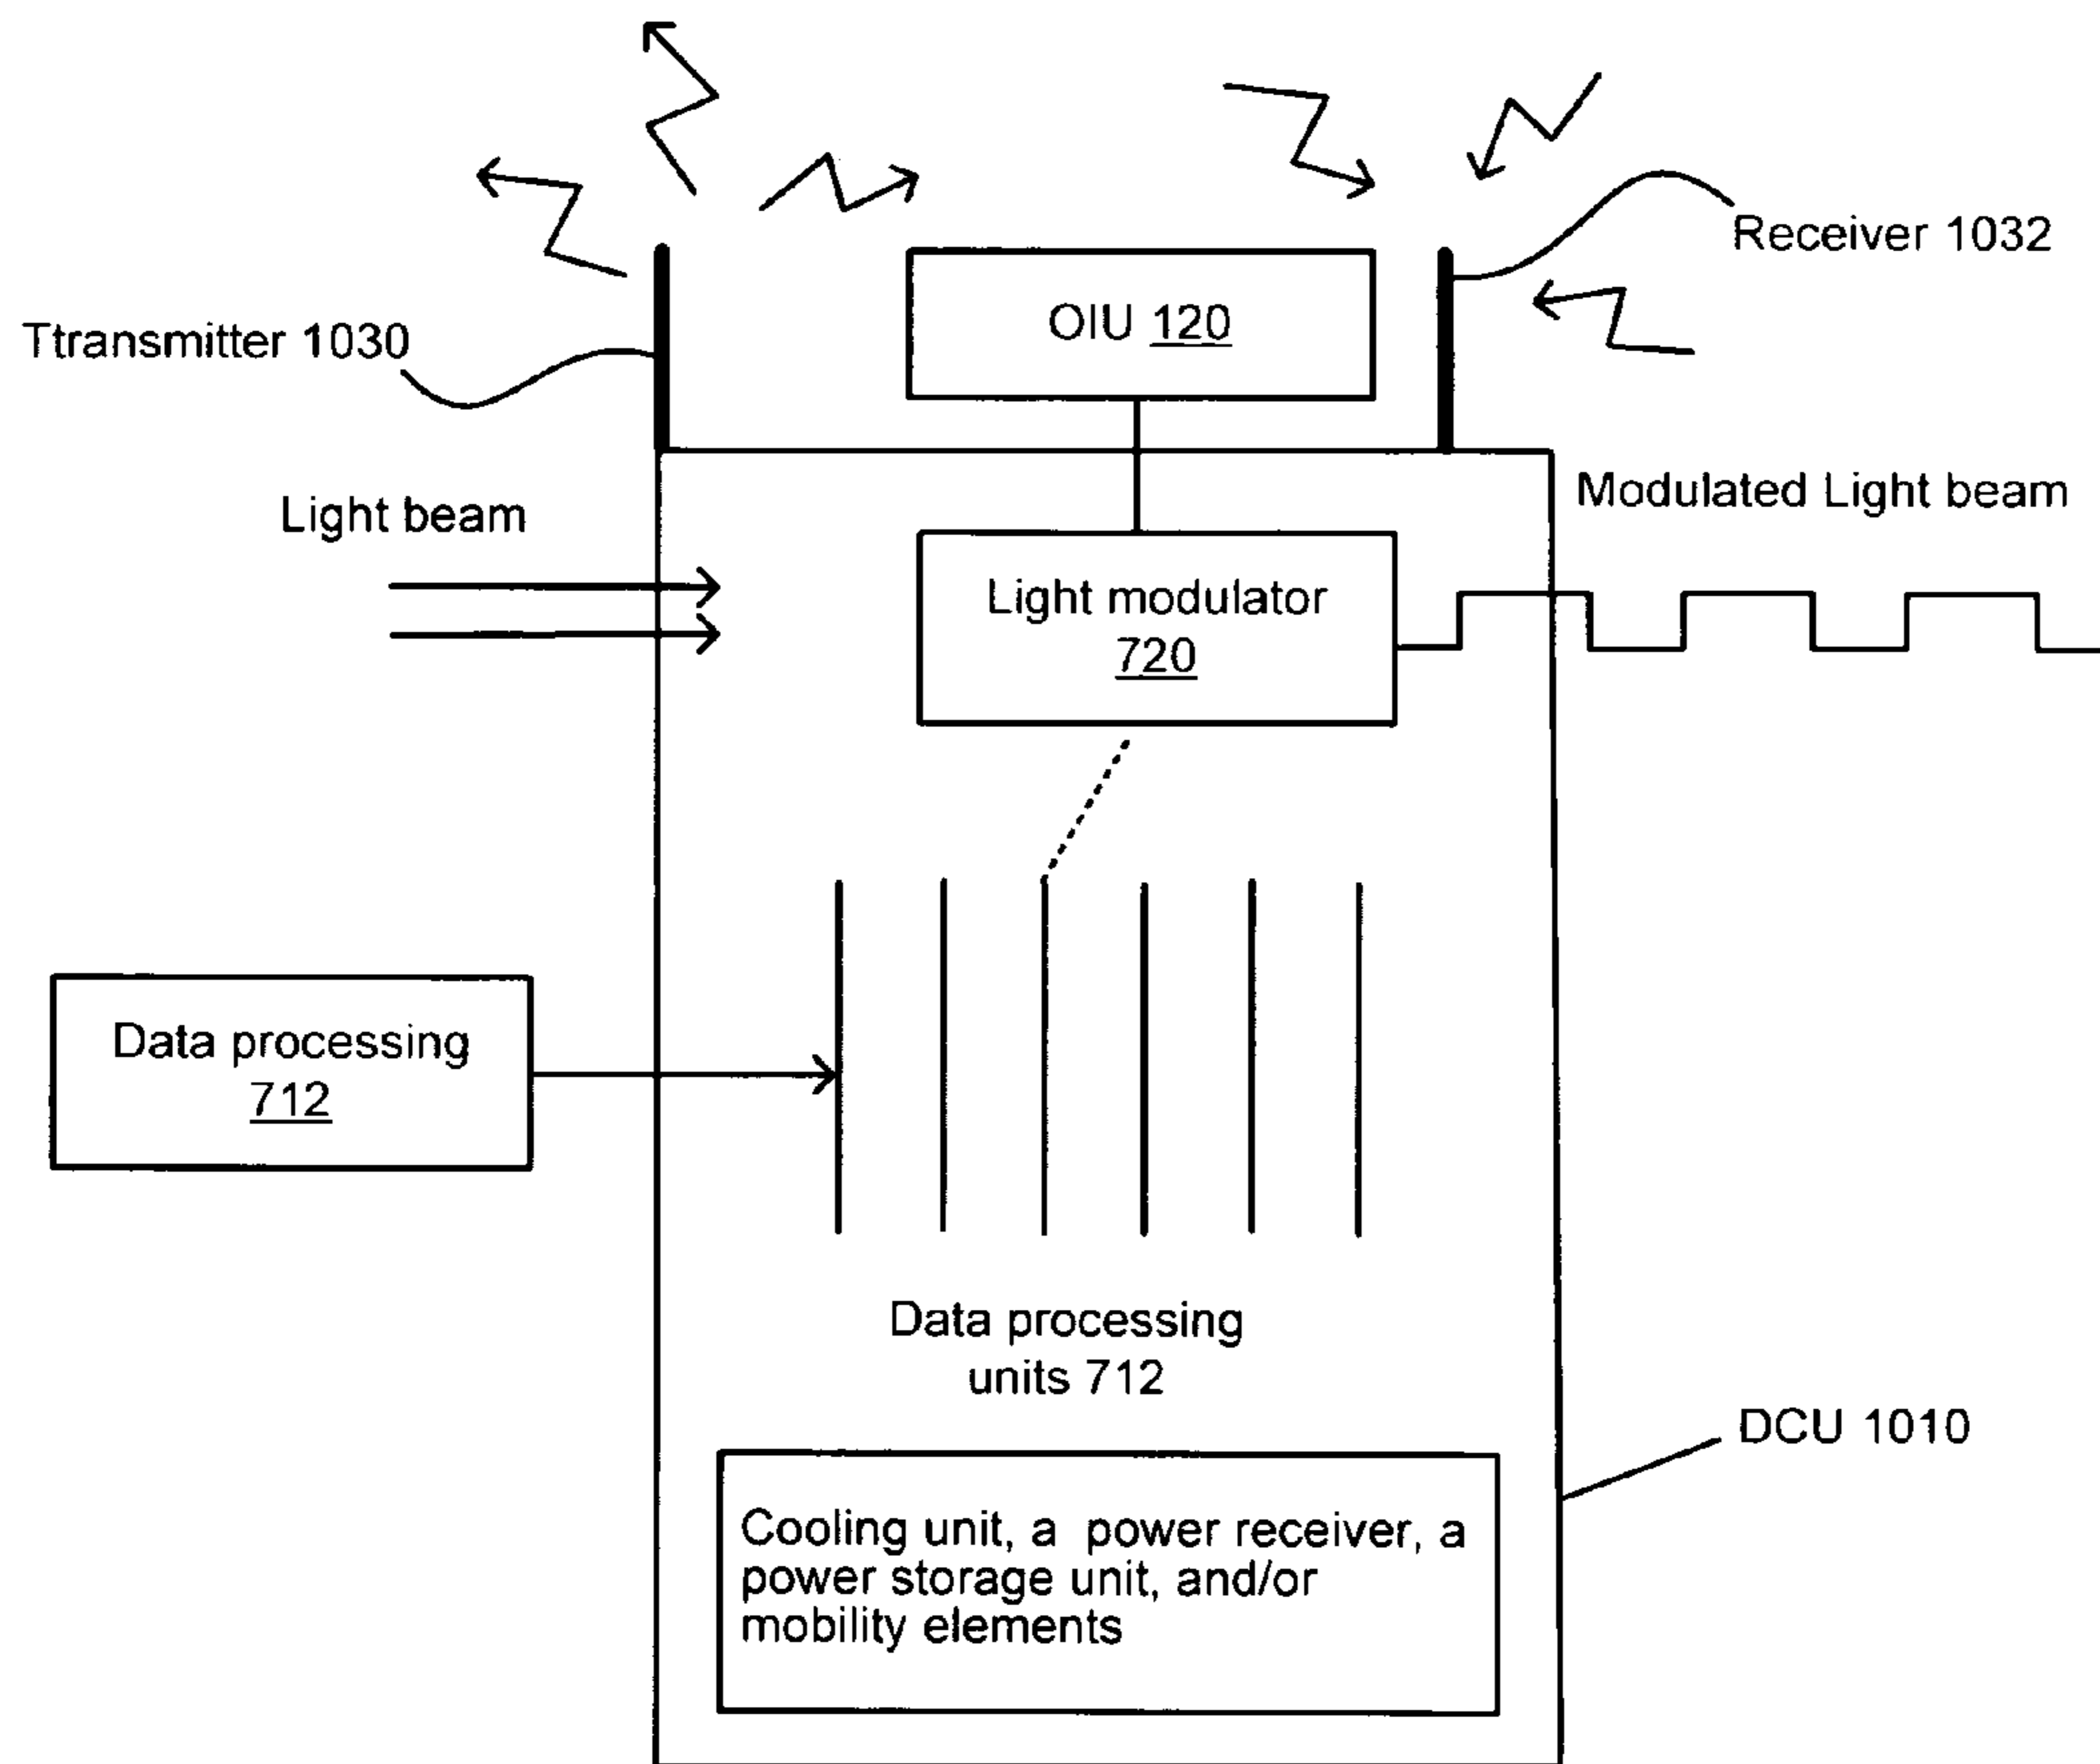 Receiver 1032
OIU 120
Ttransmitter 1030
Light beam
Modulated Light beam
Light modulator
720
Data processing
712
Data processing
units 712
DCU 1010
Cooling unit, a power receiver, a
power storage unit, and/or
mobility elements